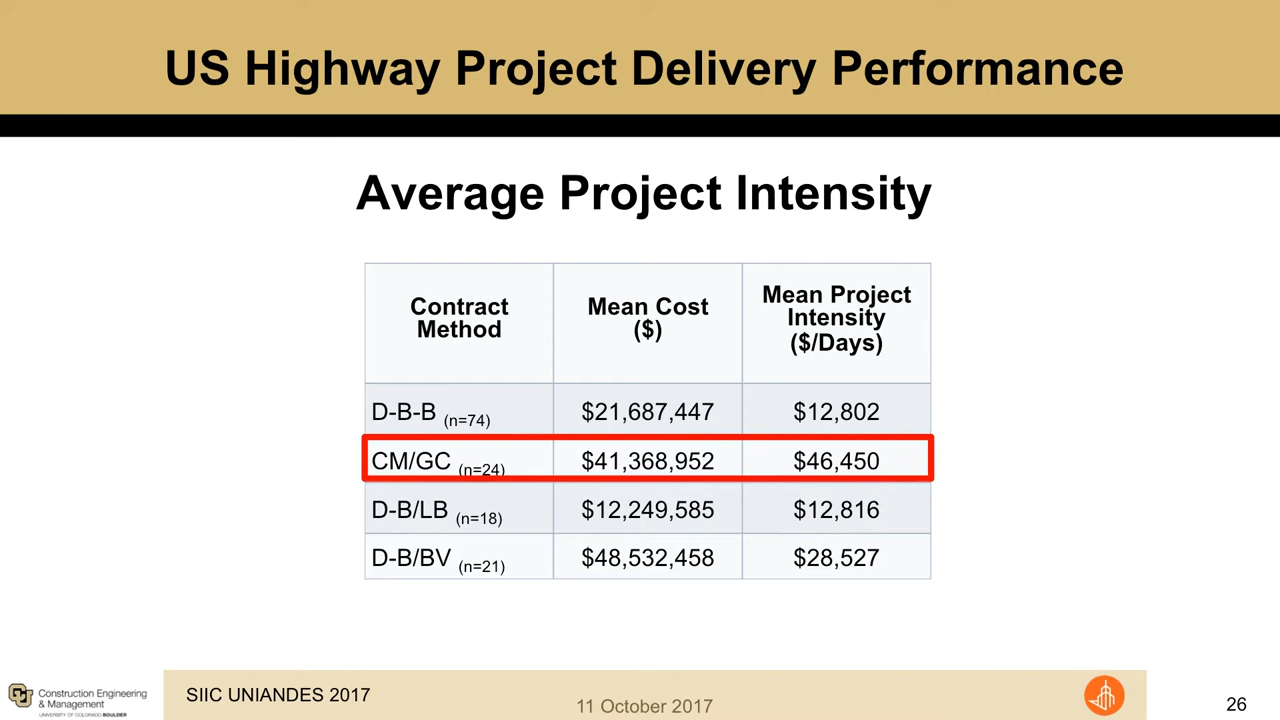 US Highway Project Delivery Performance
Average Project Intensity
Contract Method
Mean Cost ($)
Mean Project Intensity ($/Days)
D-B-B (n=74) $21,687,447 $12,802
CM/GC (n=24) $41,368,952 $46,450
D-B/LB (n=18) $12,249,585 $12,816
D-B/BV (n=21) $48,532,458 $28,527
CU
Construction Engineering
& Management
UNIVERSITY OF COLORADO BOULDER
SIIC UNIANDES 2017
11 October 2017
26